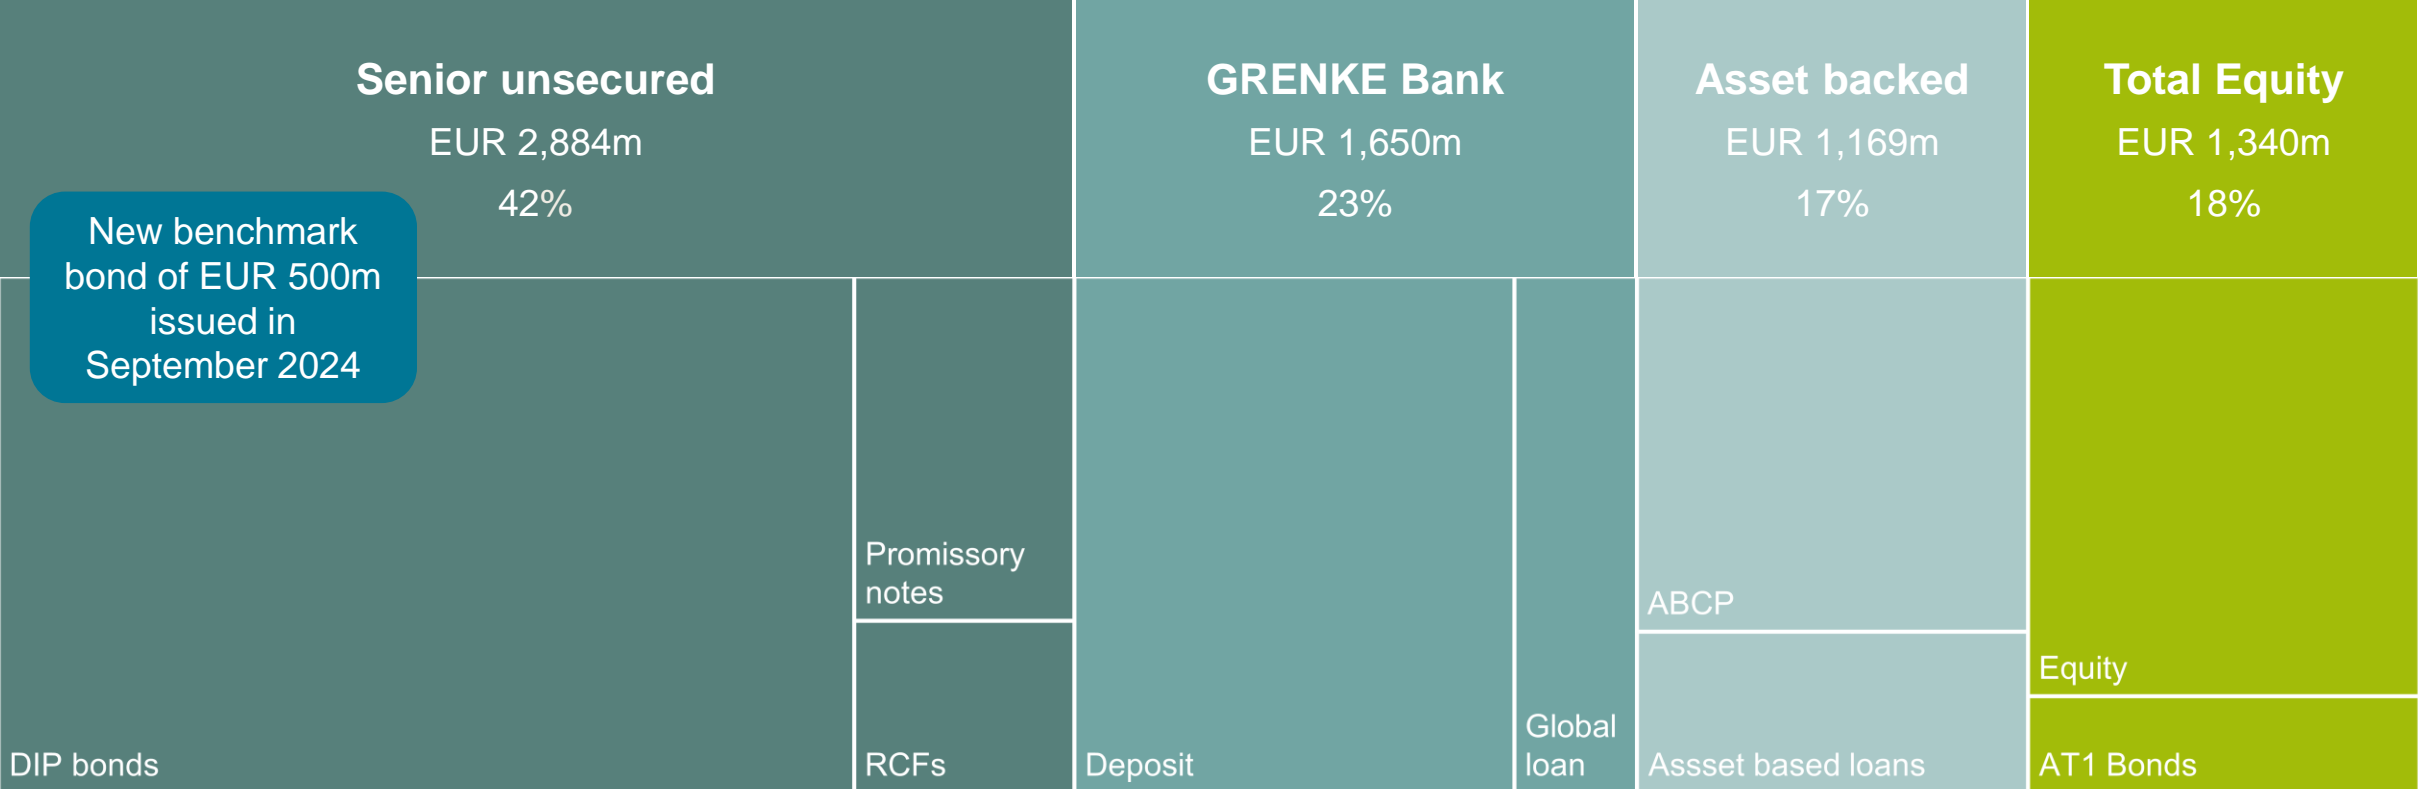 Senior unsecured
EUR 2,884m
42%
New benchmark
bond of EUR 500m
issued in
September 2024
GRENKE Bank
EUR 1,650m
23%
Asset backed
EUR 1,169m
17%
Total Equity
EUR 1,340m
18%
DIP bonds
Promissory
notes
RCFs
Deposit
Global
loan
ABCP
Assset based loans
Equity
AT1 Bonds